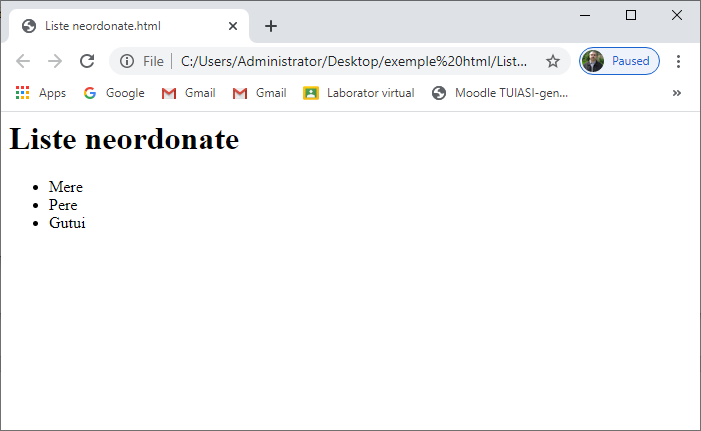 Liste neordonate.html
File | C:/Users/Administrator/Desktop/exemple%20html/List... Paused
Apps Google Gmail Gmail Laborator virtual Moodle TUIASI-gen... »
Liste neordonate
• Mere
• Pere
• Gutui